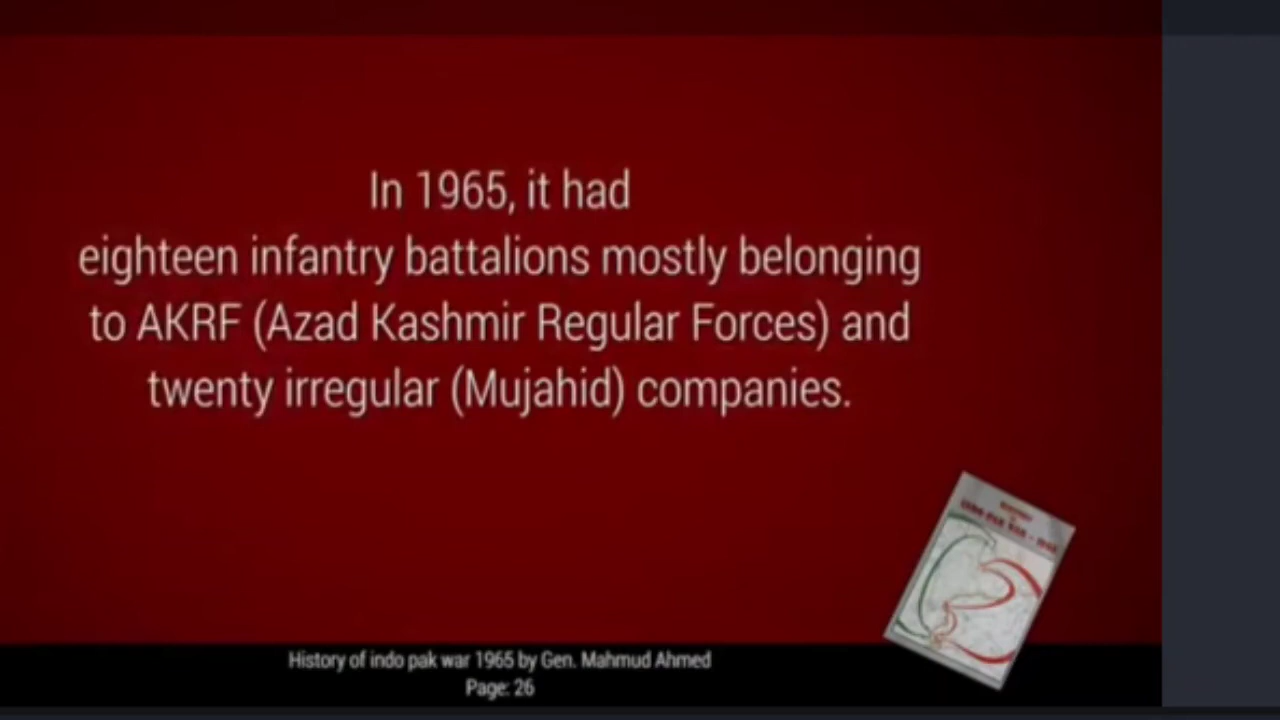 In 1965, it had
eighteen infantry battalions mostly belonging
to AKRF (Azad Kashmir Regular Forces) and
twenty irregular (Mujahid) companies.
History of indo pak war 1965 by Gen. Mahmud Ahmed
Page: 26